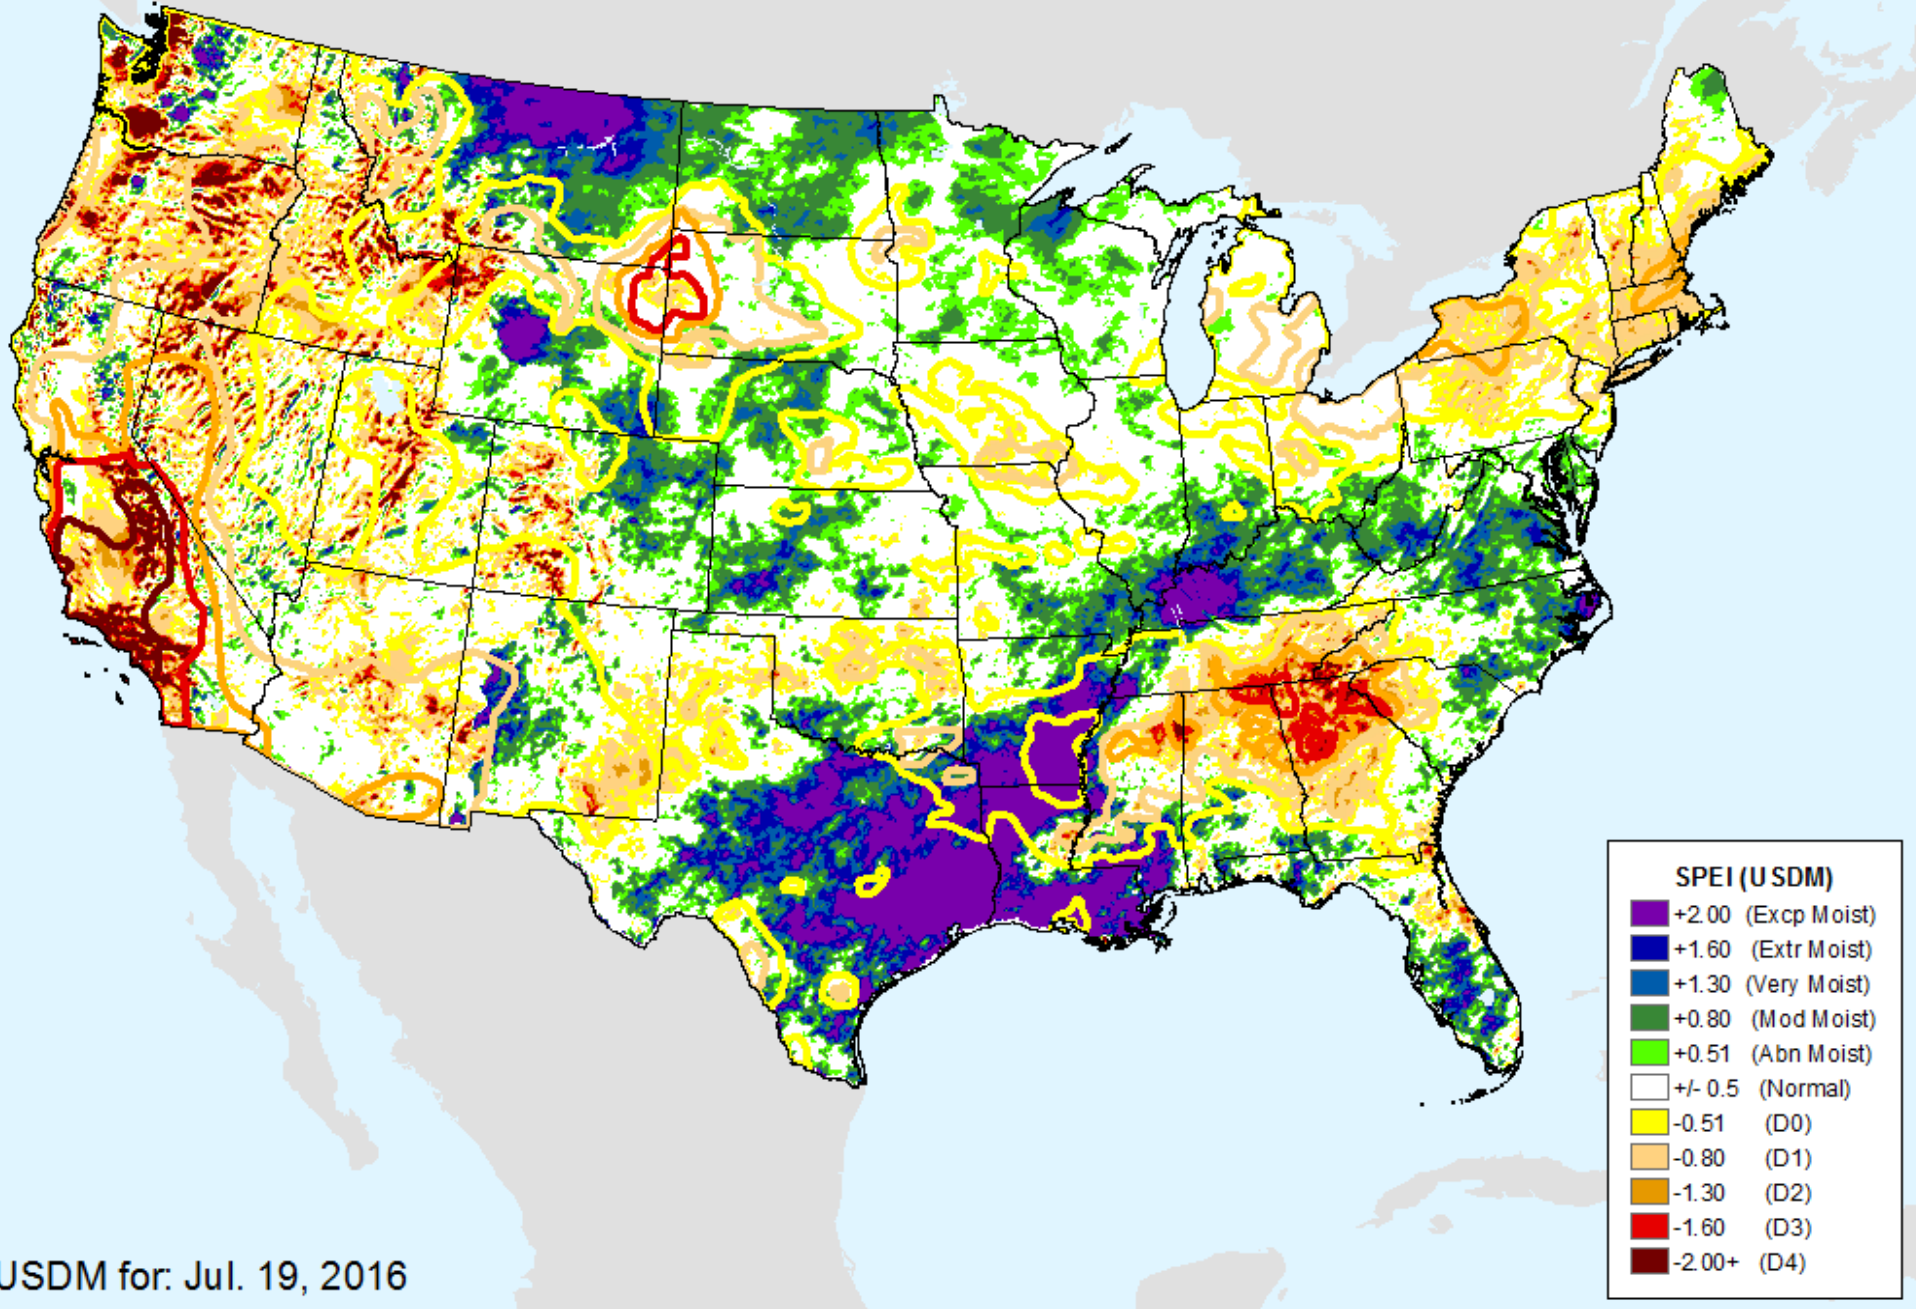 SPEI (USDM)
+2.00 (Excp Moist)
+1.60 (Extr Moist)
+1.30 (Very Moist)
+0.80 (Mod Moist)
+0.51 (Abn Moist)
+/- 0.5 (Normal)
-0.51 (D0)
-0.80 (D1)
-1.30 (D2)
-1.60 (D3)
-2.00+ (D4)
USDM for: Jul. 19, 2016